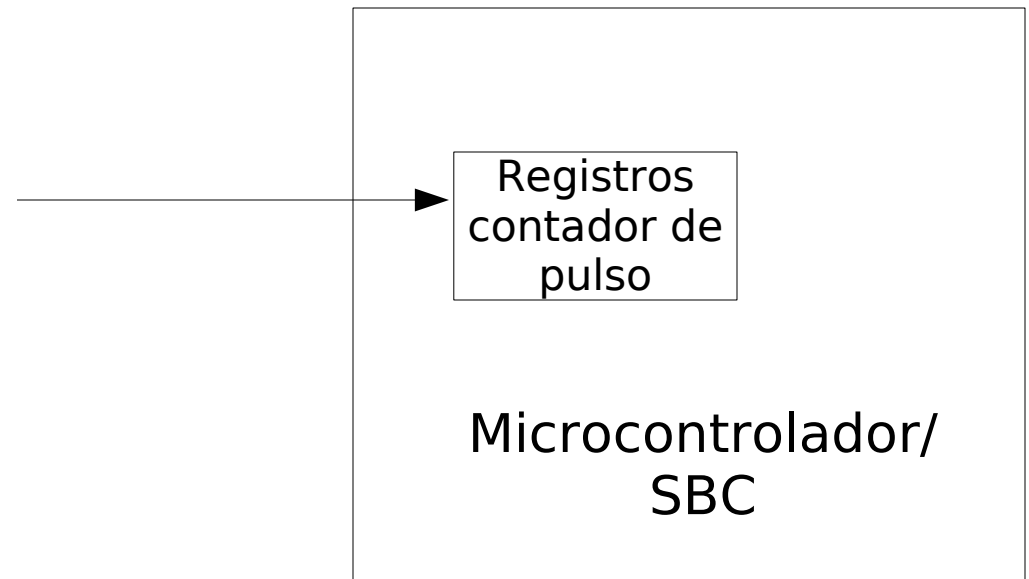 Registros
contador de
pulso
Microcontrolador/
SBC